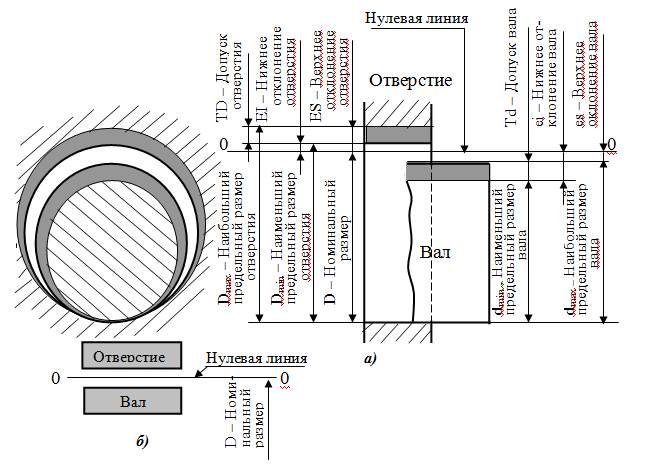 Нулевая линия
TD – Допуск
отверстия
EI – Нижнее
отклонение
отверстия
ES – Верхнее
отклонение
отверстия
Отверстие
Td – Допуск вала
ei – Нижнее от-
клонение вала
es – Верхнее
оклонение вала
0
0
Dmax – Наибольший
предельный размер
отверстия
Dmin – Наименьший
предельный размер
отверстия
D – Номинальный
размер
Вал
dmin – Наименьший
предельный размер
вала
dmax – Наибольший
предельный размер
вала
а)
Отверстие
Нулевая линия
0
0
Вал
D – Номи-
нальный
размер
б)